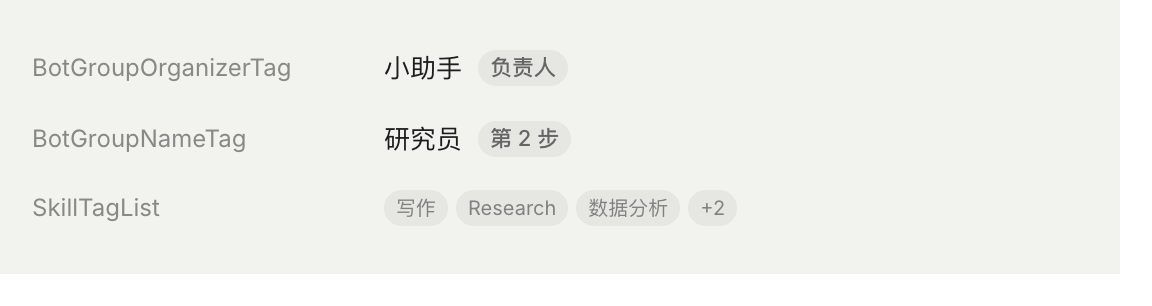 BotGroupOrganizerTag 小助手 负责人
BotGroupNameTag 研究员 第 2 步
SkillTagList 写作 Research 数据分析 +2